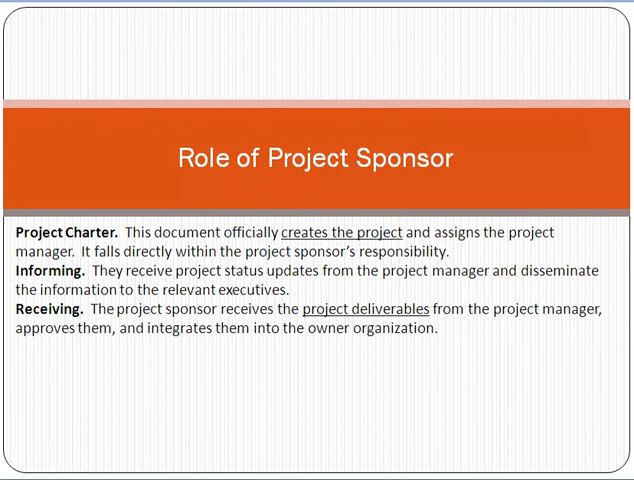 Role of Project Sponsor
Project Charter. This document officially creates the project and assigns the project
manager. It falls directly within the project sponsor’s responsibility.
Informing. They receive project status updates from the project manager and disseminate
the information to the relevant executives.
Receiving. The project sponsor receives the project deliverables from the project manager,
approves them, and integrates them into the owner organization.